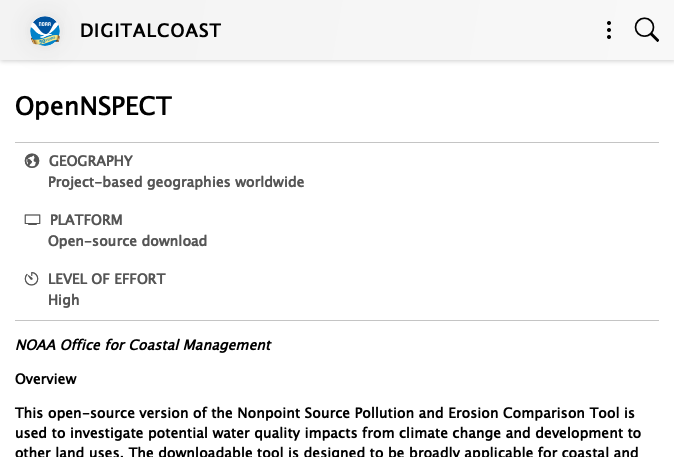 NOAA
DIGITALCOAST
OpenNSPECT
GEOGRAPHY
Project-based geographies worldwide
PLATFORM
Open-source download
LEVEL OF EFFORT
High
NOAA Office for Coastal Management
Overview
This open-source version of the Nonpoint Source Pollution and Erosion Comparison Tool is
used to investigate potential water quality impacts from climate change and development to
other land uses. The downloadable tool is designed to be broadly applicable for coastal and